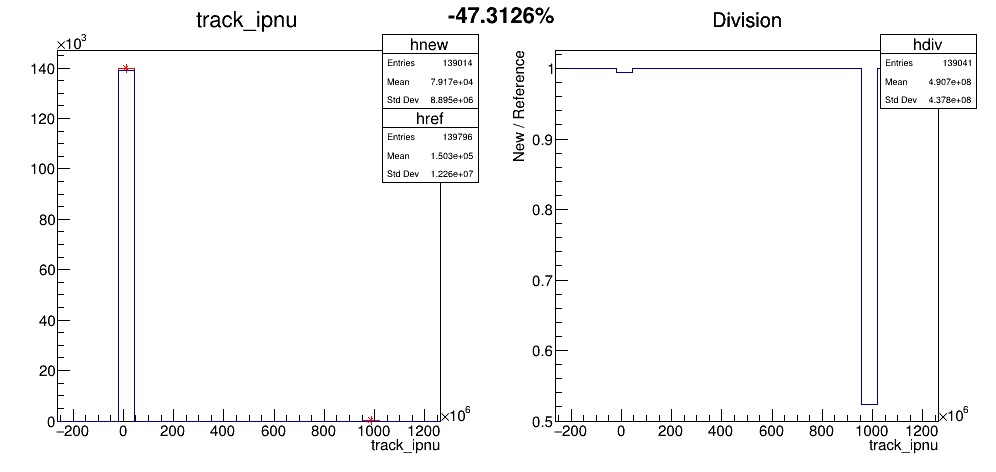 -47.3126%
track_ipnu
×10³
hnew
Entries 139014
Mean 7.917e+04
Std Dev 8.895e+06
href
Entries 139796
Mean 1.503e+05
Std Dev 1.226e+07
140
120
100
80
60
40
20
0
−200 0 200 400 600 800 1000 1200
×10⁶
track_ipnu
Division
hdiv
Entries 139041
Mean 4.907e+08
Std Dev 4.378e+08
New / Reference
1
0.9
0.8
0.7
0.6
0.5
−200 0 200 400 600 800 1000 1200
×10⁶
track_ipnu